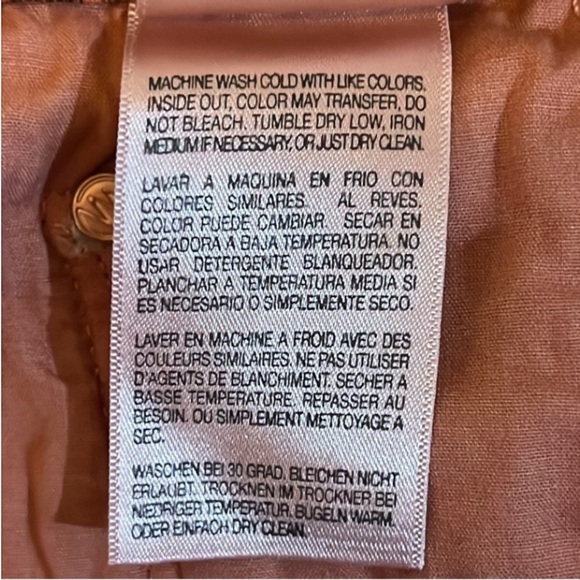 MACHINE WASH COLD WITH LIKE COLORS.
INSIDE OUT, COLOR MAY TRANSFER, DO
NOT BLEACH. TUMBLE DRY LOW, IRON
MEDIUM IF NECESSARY, OR JUST DRY CLEAN.
LAVAR A MAQUINA EN FRIO CON
COLORES SIMILARES. AL REVES.
COLOR PUEDE CAMBIAR. SECAR EN
SECADORA A BAJA TEMPERATURA. NO
USAR DETERGENTE BLANQUEADOR.
PLANCHAR A TEMPERATURA MEDIA SI
ES NECESARIO O SIMPLEMENTE SECO.
LAVER EN MACHINE A FROID AVEC DES
COULEURS SIMILAIRES. NE PAS UTILISER
D'AGENTS DE BLANCHIMENT. SECHER A
BASSE TEMPERATURE. REPASSER AU
BESOIN. OU SIMPLEMENT METTOYAGE A
SEC.
WASCHEN BEI 30 GRAD. BLEICHEN NICHT
ERLAUBT. TROCKNEN IM TROCKNER BEI
NIEDRIGER TEMPERATUR. BUGELN WARM.
ODER EINFACH DRY CLEAN.